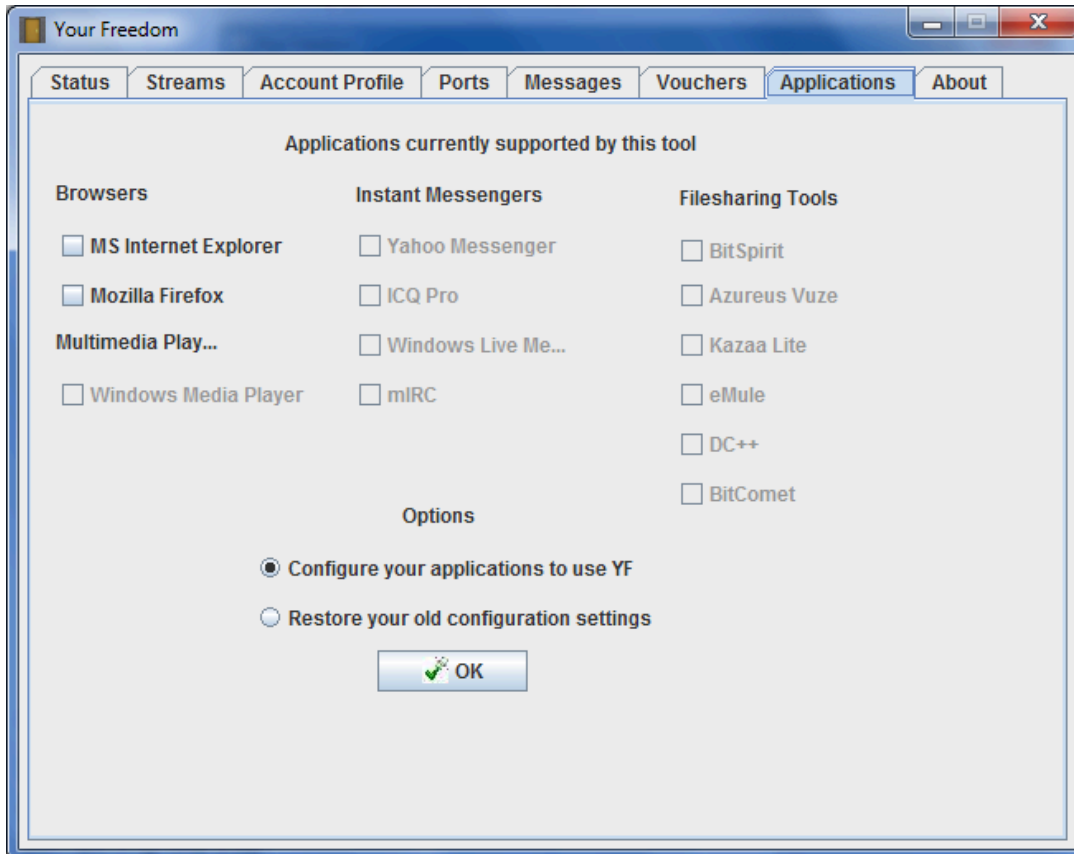 Your Freedom
Status Streams Account Profile Ports Messages Vouchers Applications About
Applications currently supported by this tool
Browsers
MS Internet Explorer
Mozilla Firefox
Multimedia Play...
Windows Media Player
Instant Messengers
Yahoo Messenger
ICQ Pro
Windows Live Me...
mIRC
Filesharing Tools
BitSpirit
Azureus Vuze
Kazaa Lite
eMule
DC++
BitComet
Options
Configure your applications to use YF
Restore your old configuration settings
OK